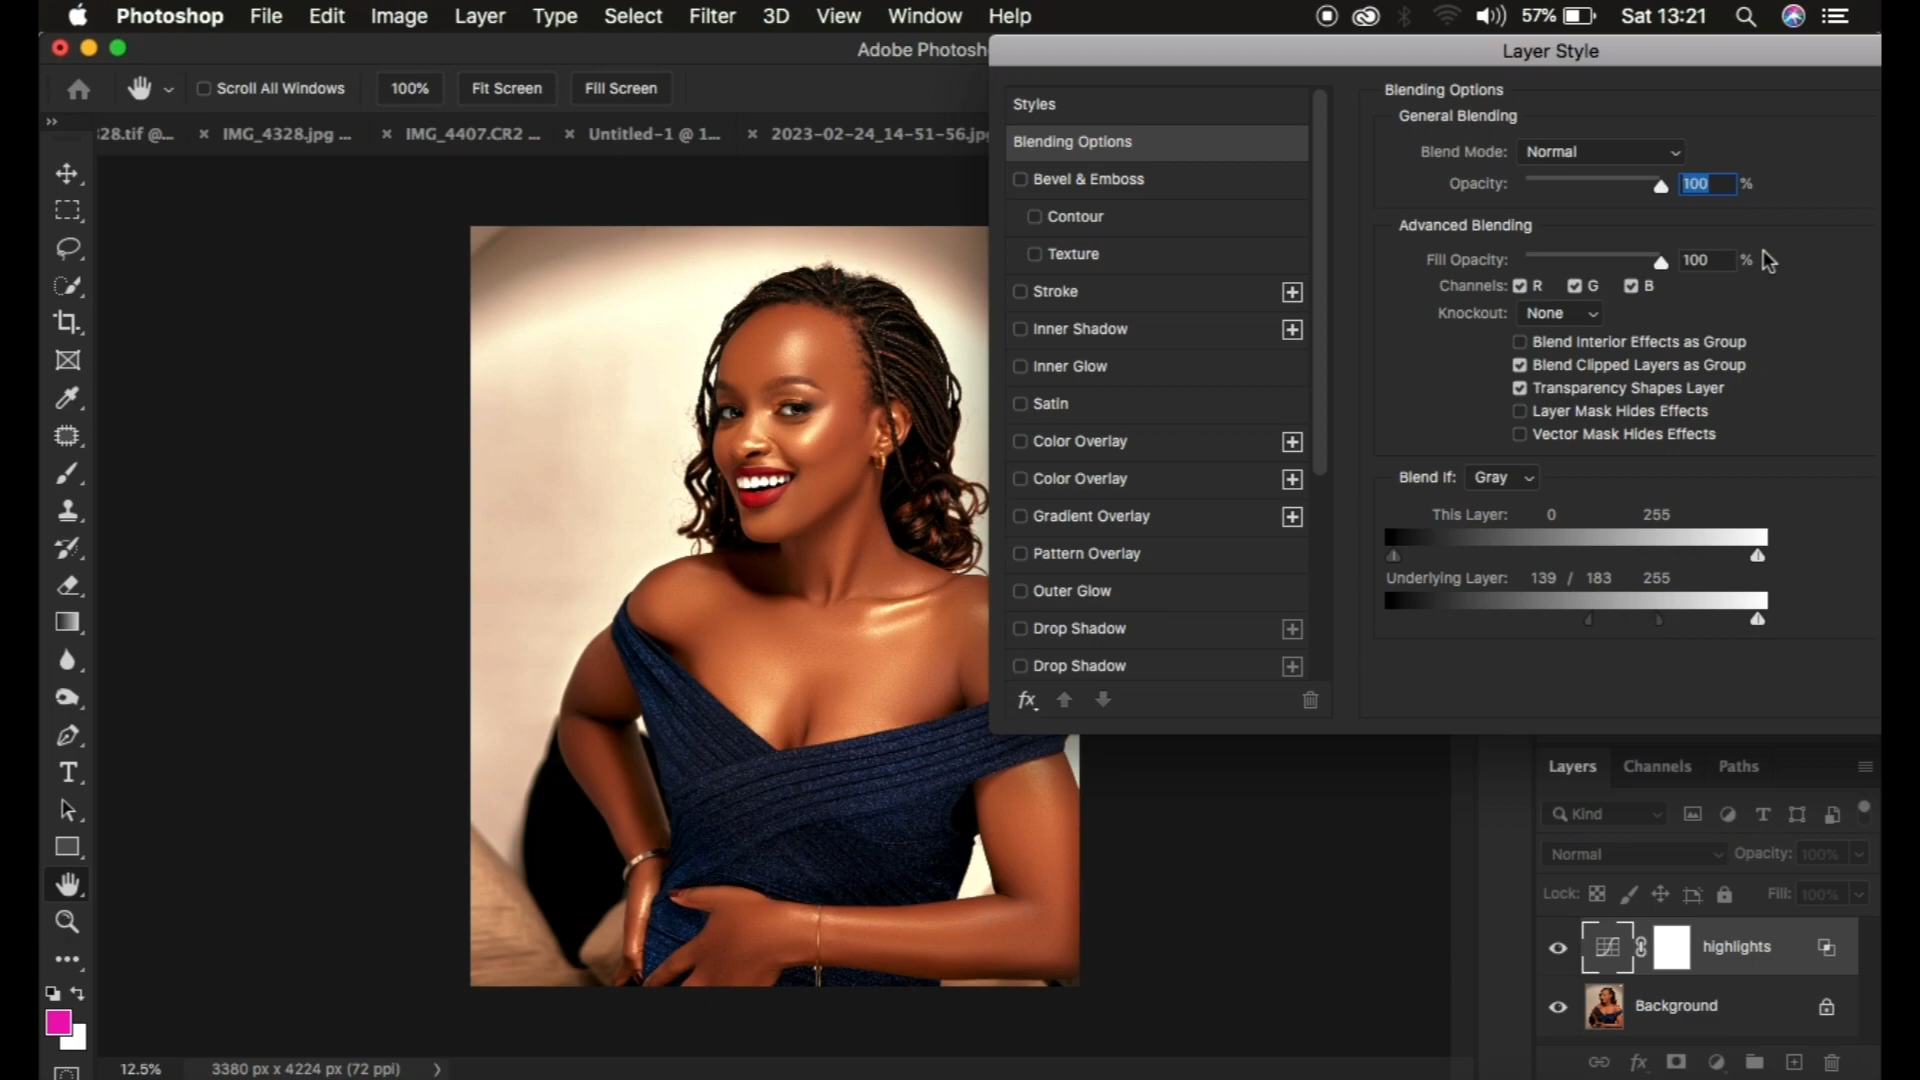 Photoshop File Edit Image Layer Type Select Filter 3D View Window Help 57% Sat 13:21
Adobe Photosh
Layer Style
Scroll All Windows 100% Fit Screen Fill Screen
328.tif @... × IMG_4328.jpg ... × IMG_4407.CR2 ... × Untitled-1 @ 1... × 2023-02-24_14-51-56.jpg
Styles
Blending Options
Bevel & Emboss
Contour
Texture
Stroke
Inner Shadow
Inner Glow
Satin
Color Overlay
Color Overlay
Gradient Overlay
Pattern Overlay
Outer Glow
Drop Shadow
Drop Shadow
fx
Blending Options
General Blending
Blend Mode: Normal
Opacity: 100 %
Advanced Blending
Fill Opacity: 100 %
Channels: R G B
Knockout: None
Blend Interior Effects as Group
Blend Clipped Layers as Group
Transparency Shapes Layer
Layer Mask Hides Effects
Vector Mask Hides Effects
Blend If: Gray
This Layer: 0 255
Underlying Layer: 139 / 183 255
Layers Channels Paths
Kind
Normal Opacity: 100%
Lock: Fill: 100%
highlights
Background
fx
12.5% 3380 px x 4224 px (72 ppi)